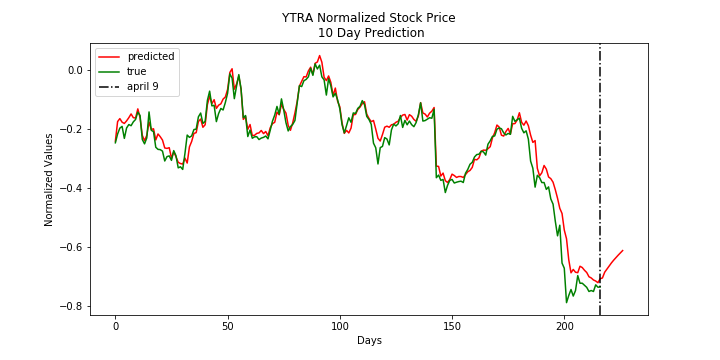 YTRA Normalized Stock Price
10 Day Prediction
predicted
true
april 9
Normalized Values
0.0
−0.2
−0.4
−0.6
−0.8
0
50
100
150
200
Days